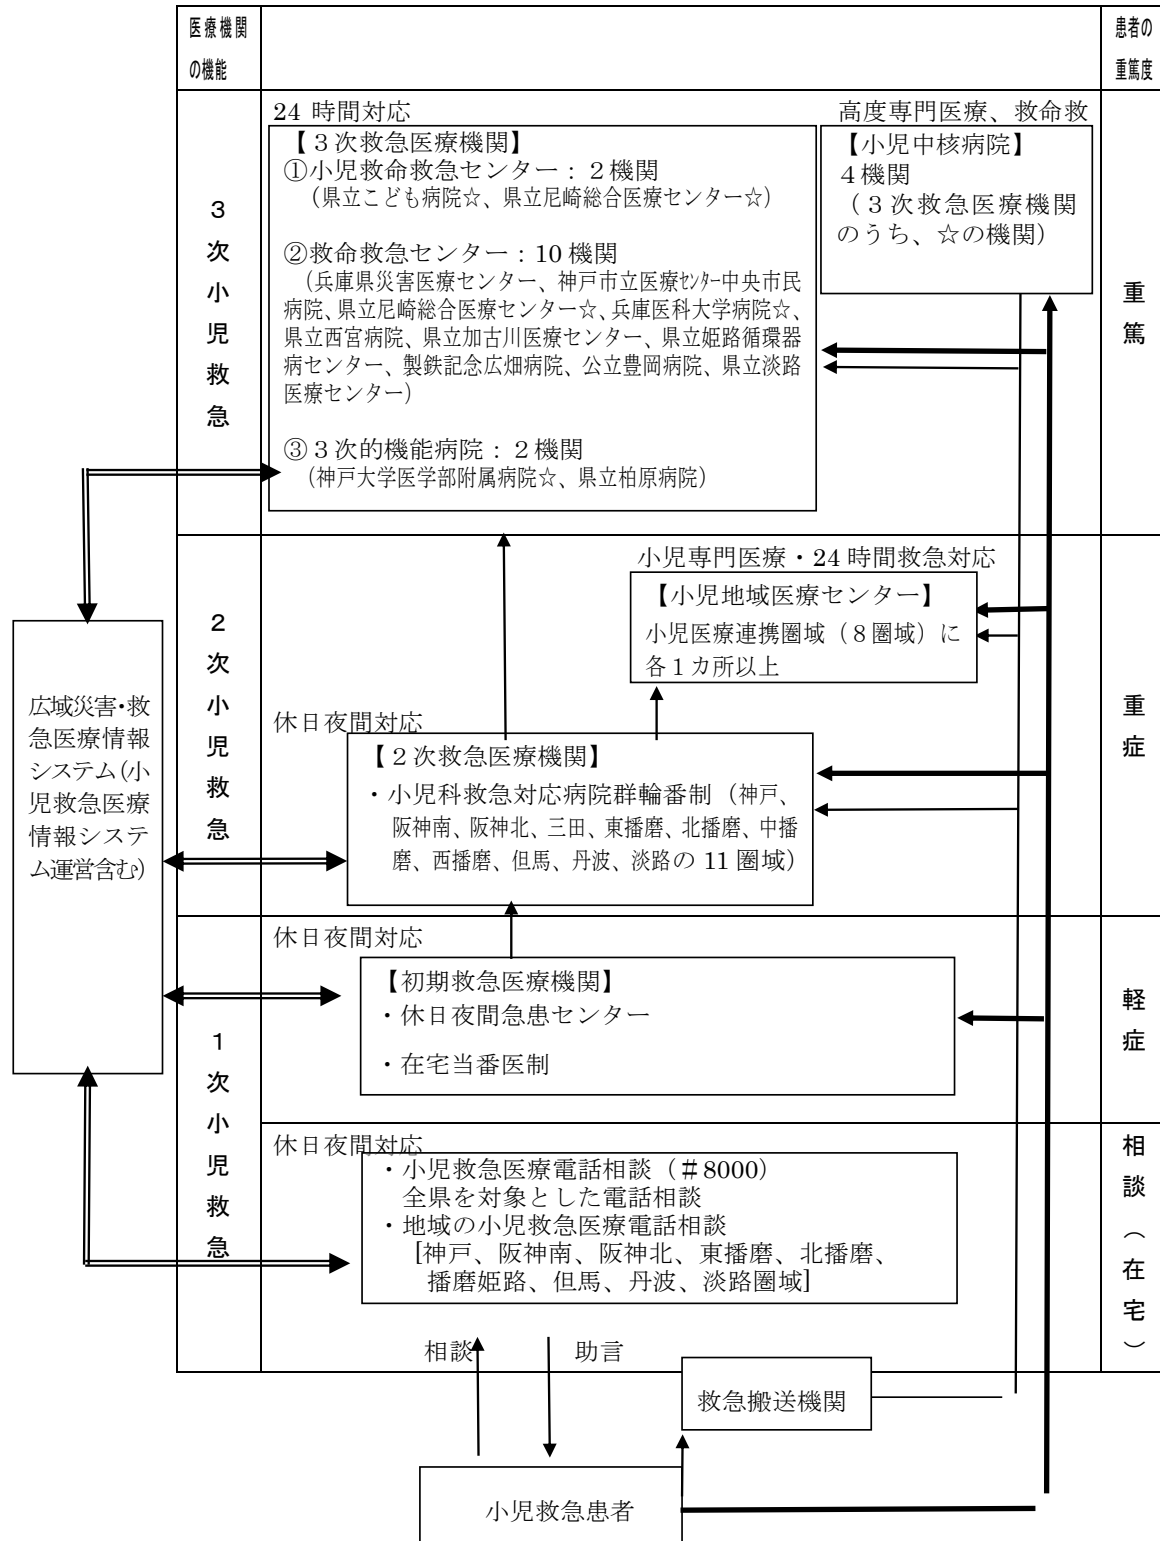 医療機関
の機能
患者の
重篤度
3
次
小
児
救
急
24 時間対応
【３次救急医療機関】
①小児救命救急センター：２機関
（県立こども病院☆、県立尼崎総合医療センター☆）
②救命救急センター：10 機関
（兵庫県災害医療センター、神戸市立医療センター中央市民
病院、県立尼崎総合医療センター☆、兵庫医科大学病院☆、
県立西宮病院、県立加古川医療センター、県立姫路循環器
病センター、製鉄記念広畑病院、公立豊岡病院、県立淡路
医療センター）
③３次的機能病院：２機関
（神戸大学医学部附属病院☆、県立柏原病院）
高度専門医療、救命救
【小児中核病院】
４機関
（３次救急医療機関
のうち、☆の機関）
重
篤
2
次
小
児
救
急
小児専門医療・24 時間救急対応
【小児地域医療センター】
小児医療連携圏域（８圏域）に
各１カ所以上
休日夜間対応
【２次救急医療機関】
・小児科救急対応病院群輪番制（神戸、
阪神南、阪神北、三田、東播磨、北播磨、中播
磨、西播磨、但馬、丹波、淡路の 11 圏域）
重
症
広域災害・救
急医療情報
システム(小
児救急医療
情報システ
ム運営含む)
1
次
小
児
救
急
休日夜間対応
【初期救急医療機関】
・休日夜間急患センター
・在宅当番医制
軽
症
休日夜間対応
・小児救急医療電話相談（＃8000）
全県を対象とした電話相談
・地域の小児救急医療電話相談
[神戸、阪神南、阪神北、東播磨、北播磨、
播磨姫路、但馬、丹波、淡路圏域]
相
談
（
在
宅
）
相談
助言
救急搬送機関
小児救急患者